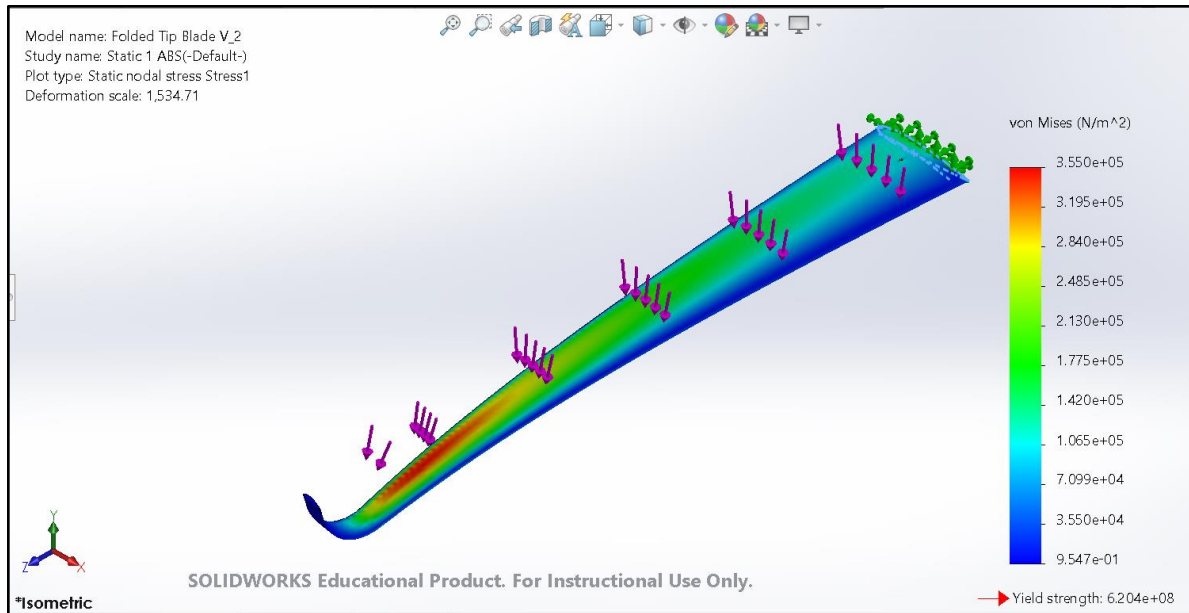 Model name: Folded Tip Blade V_2
Study name: Static 1 ABS(-Default-)
Plot type: Static nodal stress Stress1
Deformation scale: 1,534.71
von Mises (N/m^2)
3.550e+05
3.195e+05
2.840e+05
2.485e+05
2.130e+05
1.775e+05
1.420e+05
1.065e+05
7.099e+04
3.550e+04
9.547e-01
Yield strength: 6.204e+08
Y
Z
X
SOLIDWORKS Educational Product. For Instructional Use Only.
*Isometric